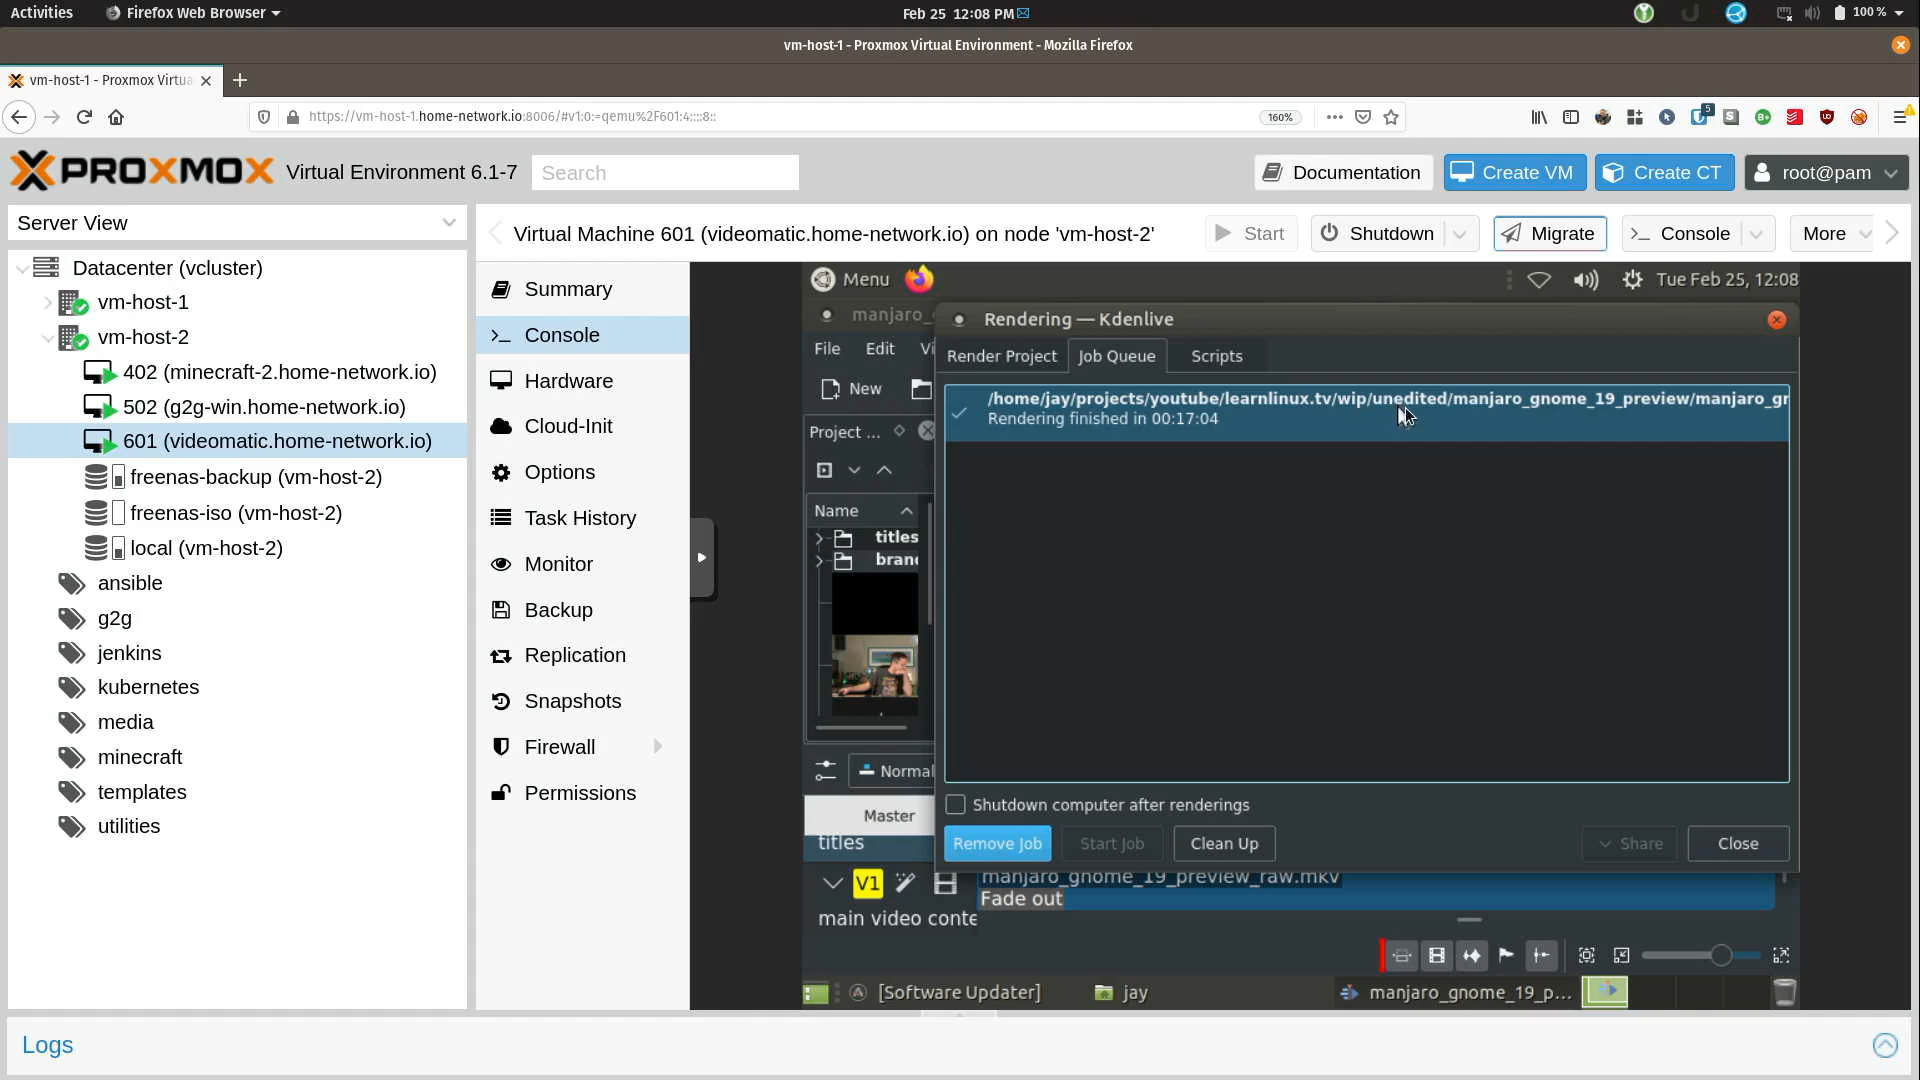 Activities
Firefox Web Browser
Feb 25 12:08 PM
100 %
vm-host-1 - Proxmox Virtual Environment - Mozilla Firefox
vm-host-1 - Proxmox Virtua
https://vm-host-1.home-network.io:8006/#v1:0:=qemu%2F601:4::::8::
160%
5
PROXMOX
Virtual Environment 6.1-7
Search
Documentation
Create VM
Create CT
root@pam
Server View
Virtual Machine 601 (videomatic.home-network.io) on node 'vm-host-2'
Start
Shutdown
Migrate
Console
More
Datacenter (vcluster)
vm-host-1
vm-host-2
402 (minecraft-2.home-network.io)
502 (g2g-win.home-network.io)
601 (videomatic.home-network.io)
freenas-backup (vm-host-2)
freenas-iso (vm-host-2)
local (vm-host-2)
ansible
g2g
jenkins
kubernetes
media
minecraft
templates
utilities
Summary
Console
Hardware
Cloud-Init
Options
Task History
Monitor
Backup
Replication
Snapshots
Firewall
Permissions
Menu
Tue Feb 25, 12:08
manjaro_
Rendering — Kdenlive
File
Edit
Vi
Render Project
Job Queue
Scripts
New
/home/jay/projects/youtube/learnlinux.tv/wip/unedited/manjaro_gnome_19_preview/manjaro_gr
Rendering finished in 00:17:04
Project ...
Name
titles
branc
Normal
Master
titles
Shutdown computer after renderings
Remove Job
Start Job
Clean Up
Share
Close
V1
manjaro_gnome_19_preview_raw.mkv
Fade out
main video conte
[Software Updater]
jay
manjaro_gnome_19_p...
Logs